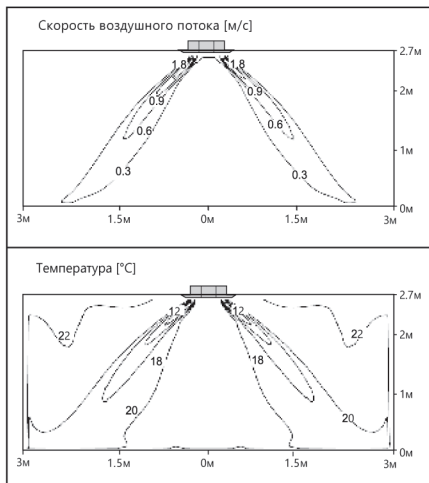 Скорость воздушного потока [м/с]
1.8 1.8 2.7м
0.9 0.9 2м
0.6 0.6
0.3 0.3 1м
0м
3м 1.5м 0м 1.5м 3м
Температура [°C]
2.7м
12 12
22 22 2м
18 18
1м
20 20
0м
3м 1.5м 0м 1.5м 3м